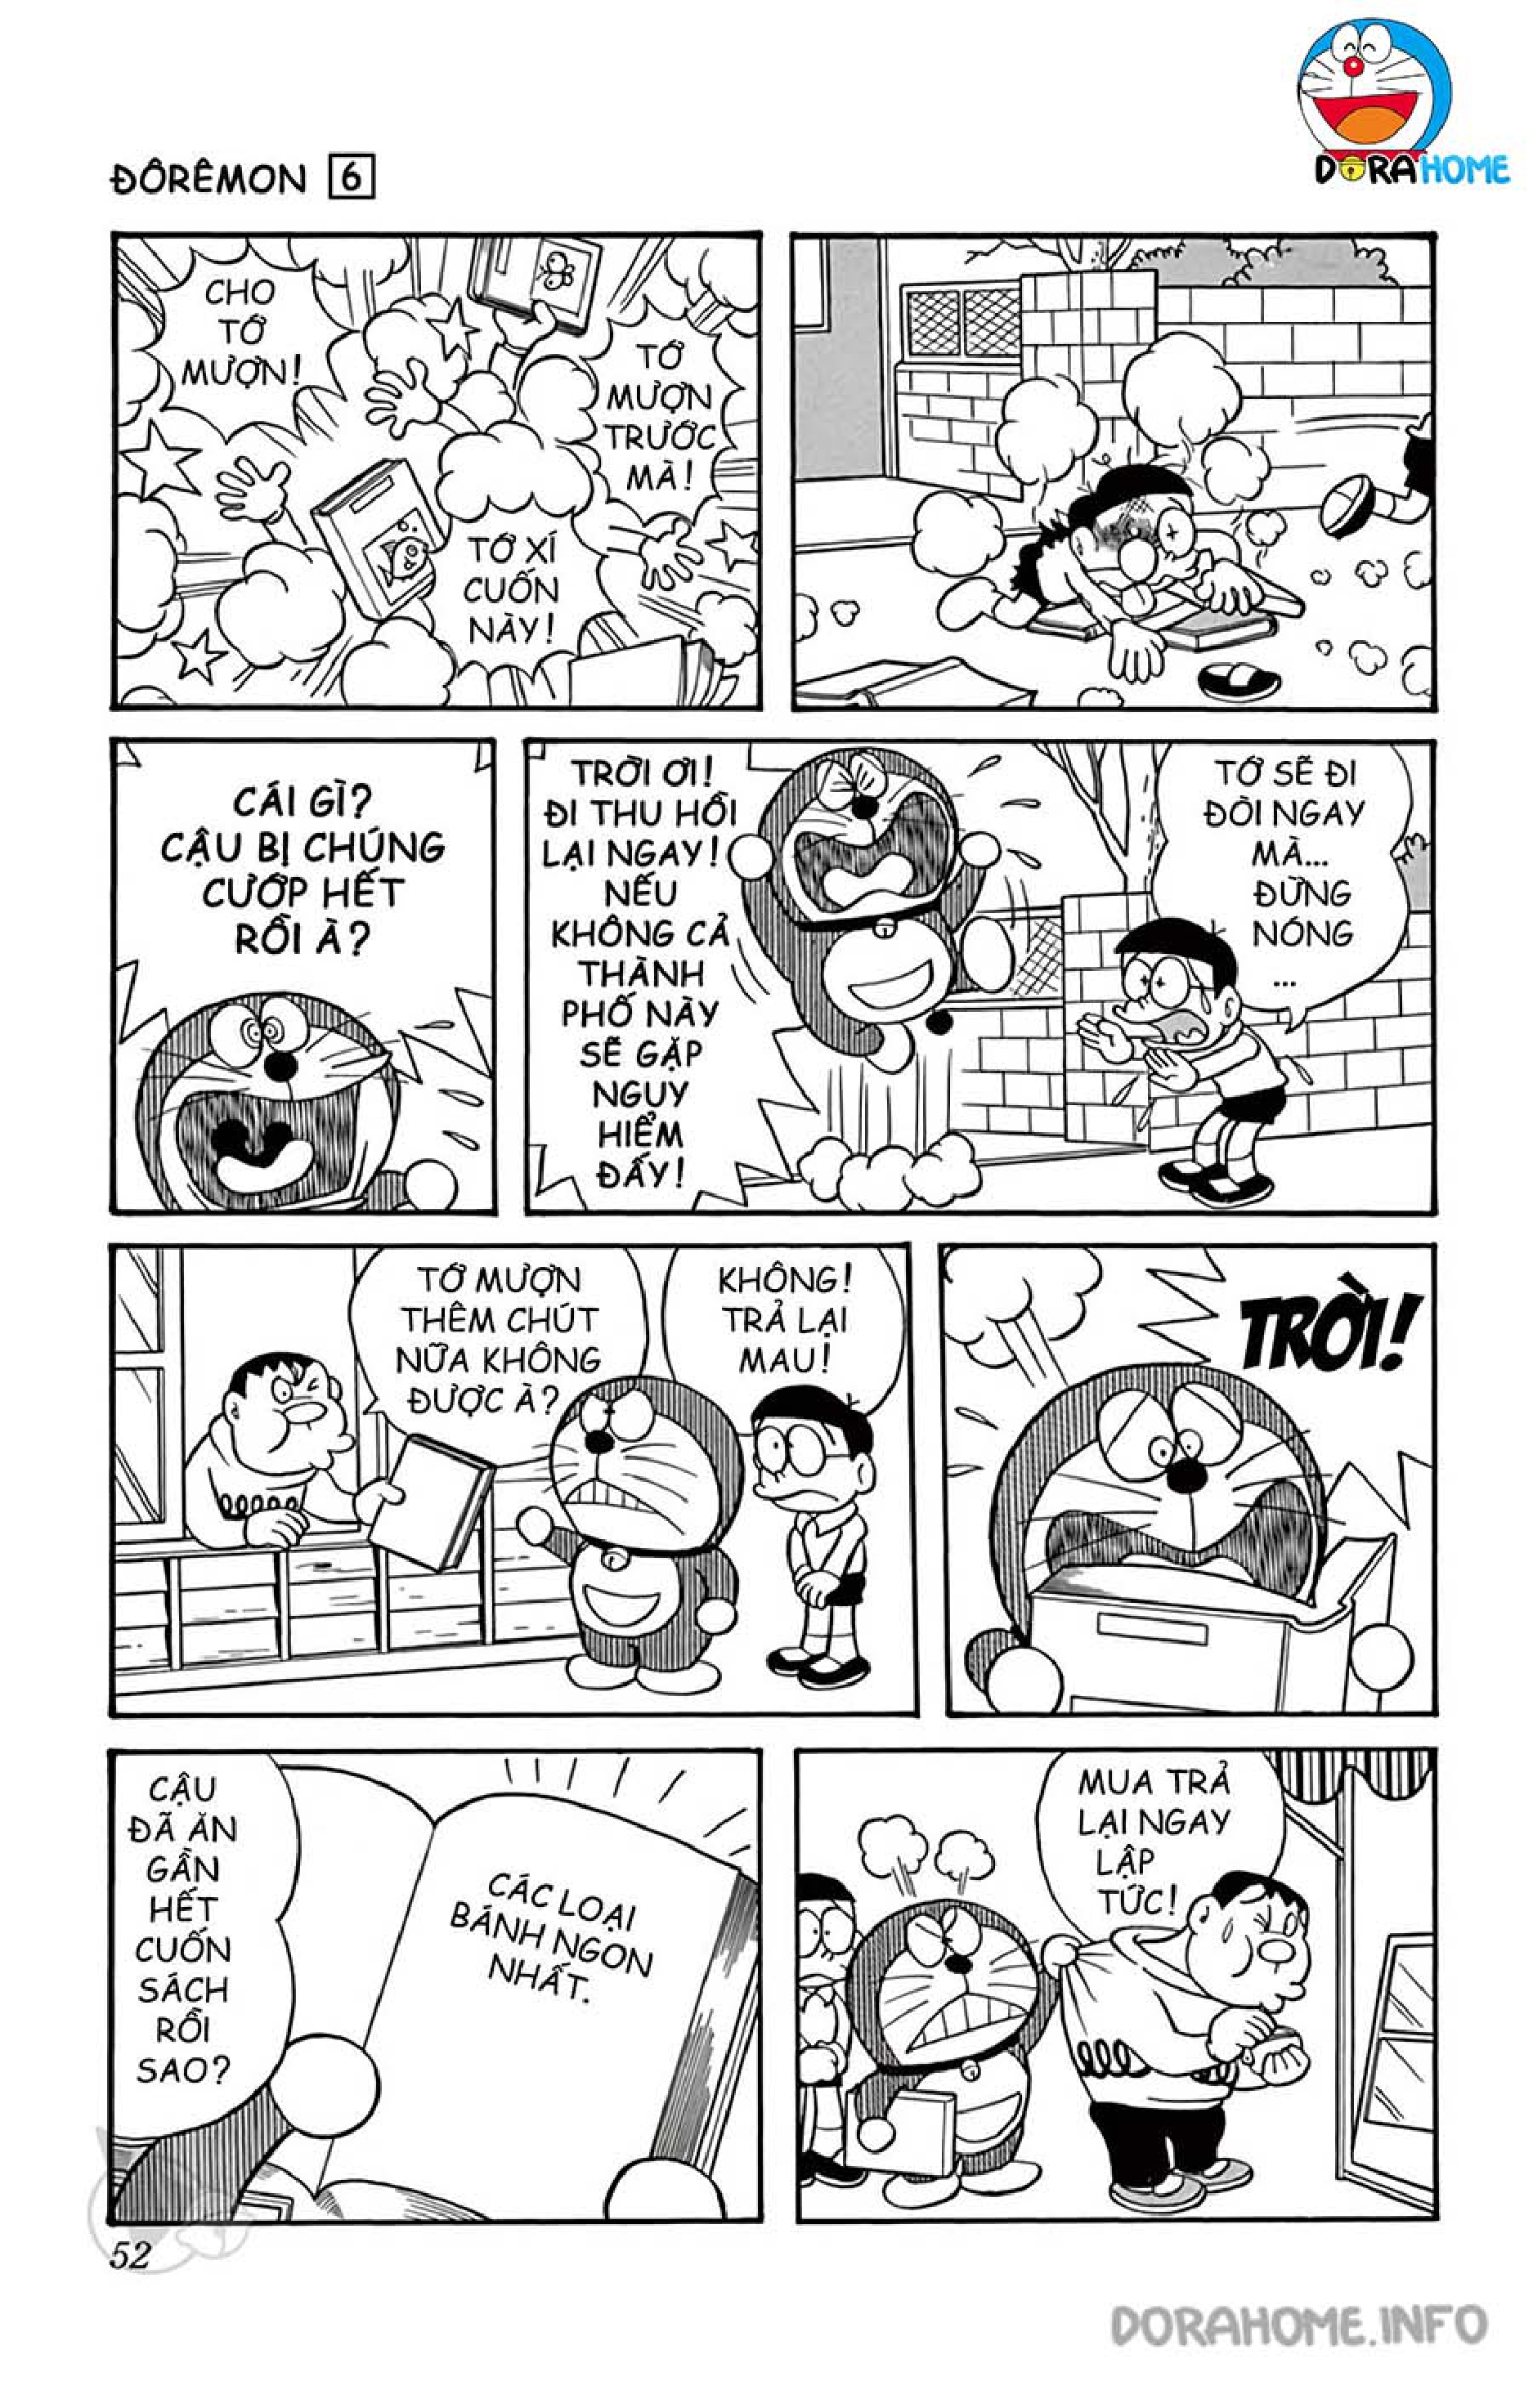 DORAHOME
ĐÔRÊMON 6
CHO
TỚ
MƯỢN!
TỚ
MƯỢN
TRƯỚC
MÀ!
TỚ XÍ
CUỐN
NÀY!
CÁI GÌ?
CẬU BỊ CHÚNG
CƯỚP HẾT
RỒI À?
TRỜI ƠI!
ĐI THU HỒI
LẠI NGAY!
NẾU
KHÔNG CẢ
THÀNH
PHỐ NÀY
SẼ GẶP
NGUY
HIỂM
ĐẤY!
TỚ SẼ ĐI
ĐÒI NGAY
MÀ...
ĐỪNG
NÓNG
...
TỚ MƯỢN
THÊM CHÚT
NỮA KHÔNG
ĐƯỢC À?
KHÔNG!
TRẢ LẠI
MAU!
TRỜI!
CẬU
ĐÃ ĂN
GẦN
HẾT
CUỐN
SÁCH
RỒI
SAO?
CÁC LOẠI
BÁNH NGON
NHẤT.
MUA TRẢ
LẠI NGAY
LẬP
TỨC!
52
DORAHOME.INFO